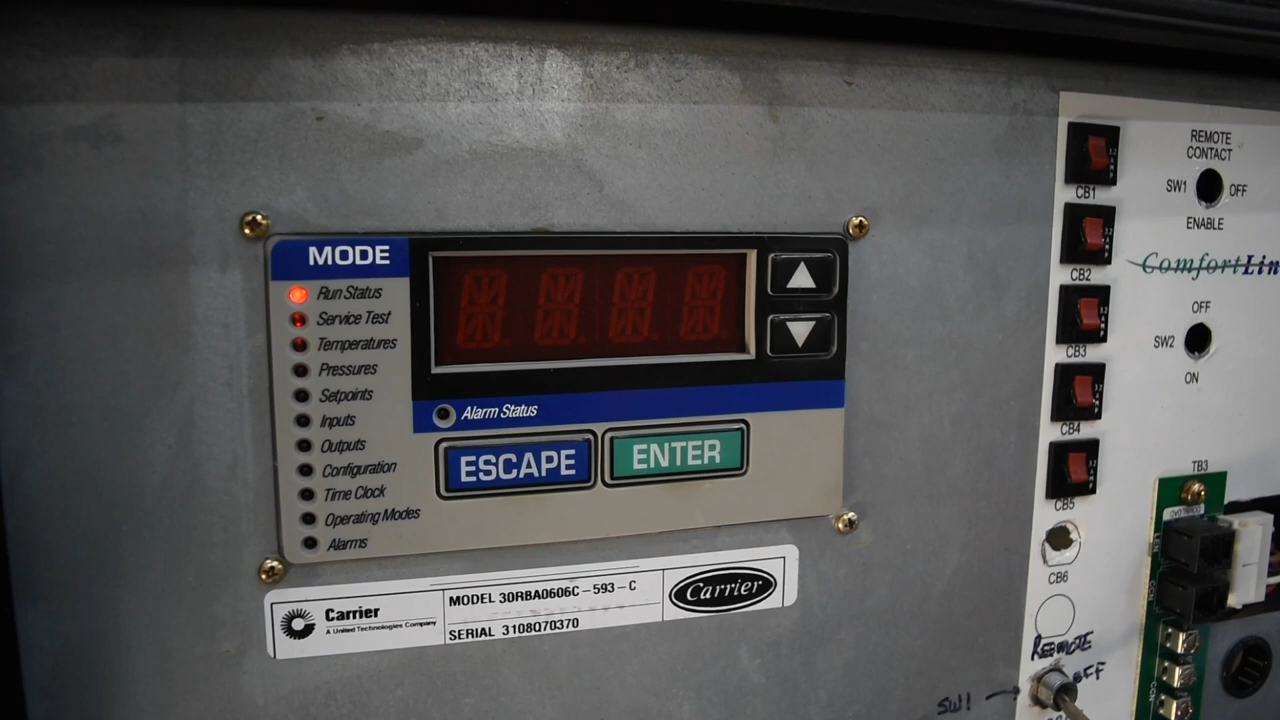 MODE
Run Status
Service Test
Temperatures
Pressures
Setpoints
Inputs
Outputs
Configuration
Time Clock
Operating Modes
Alarms
Alarm Status
ESCAPE
ENTER
Carrier
A United Technologies Company
MODEL 30RBA0606C-593-C
SERIAL 3108Q70370
Carrier
CB1
CB2
CB3
CB4
CB5
CB6
REMOTE
CONTACT
SW1
OFF
ENABLE
ComfortLin
OFF
SW2
ON
TB3
LEN
CCN
REMOTE
OFF
SW1